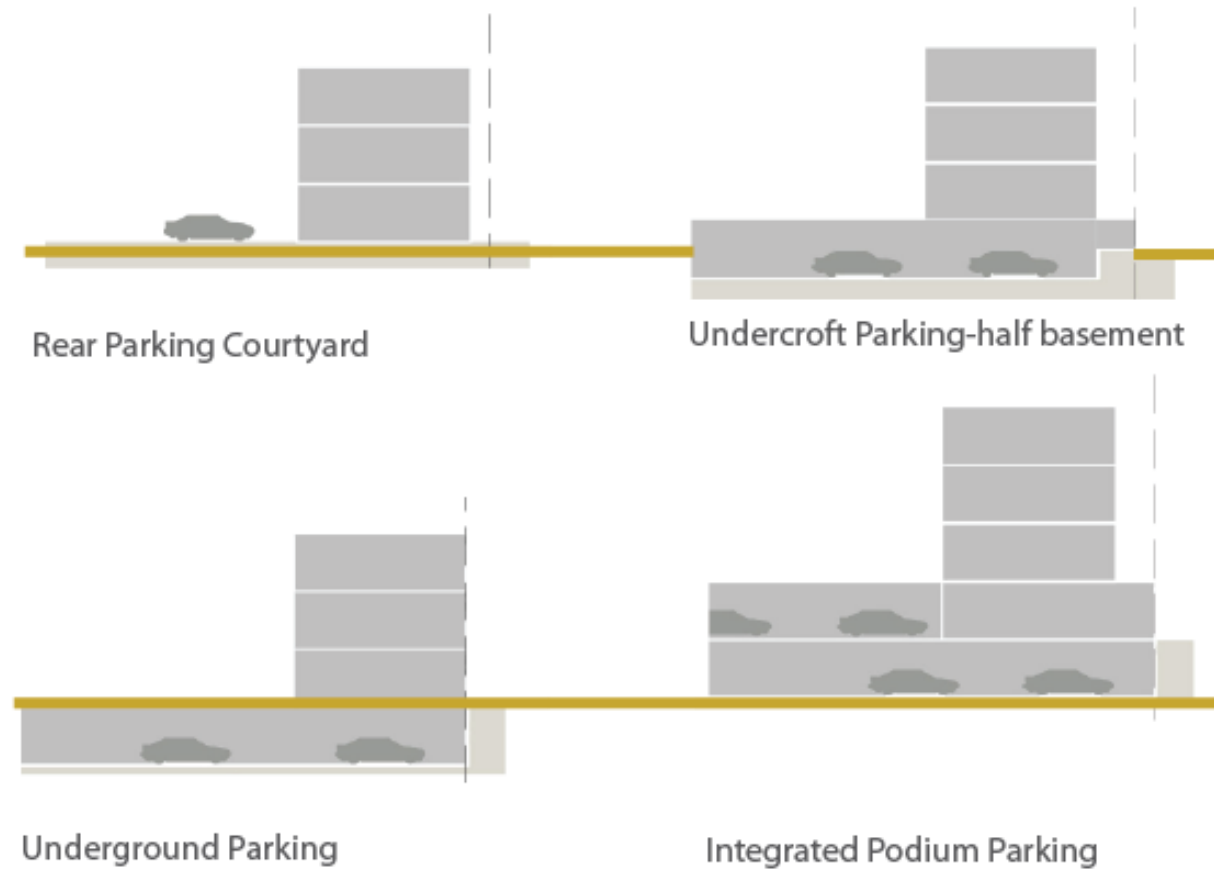 Rear Parking Courtyard
Undercroft Parking-half basement
Underground Parking
Integrated Podium Parking